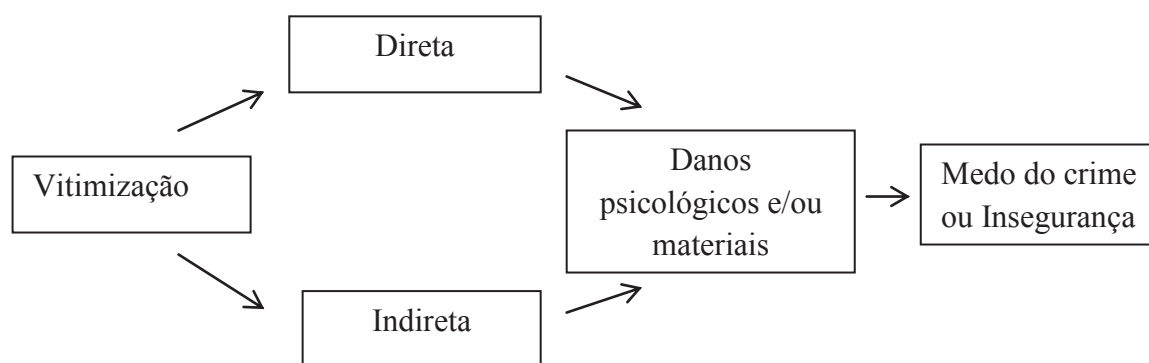 Direta
Vitimização
Indireta
Danos
psicológicos e/ou
materiais
Medo do crime
ou Insegurança